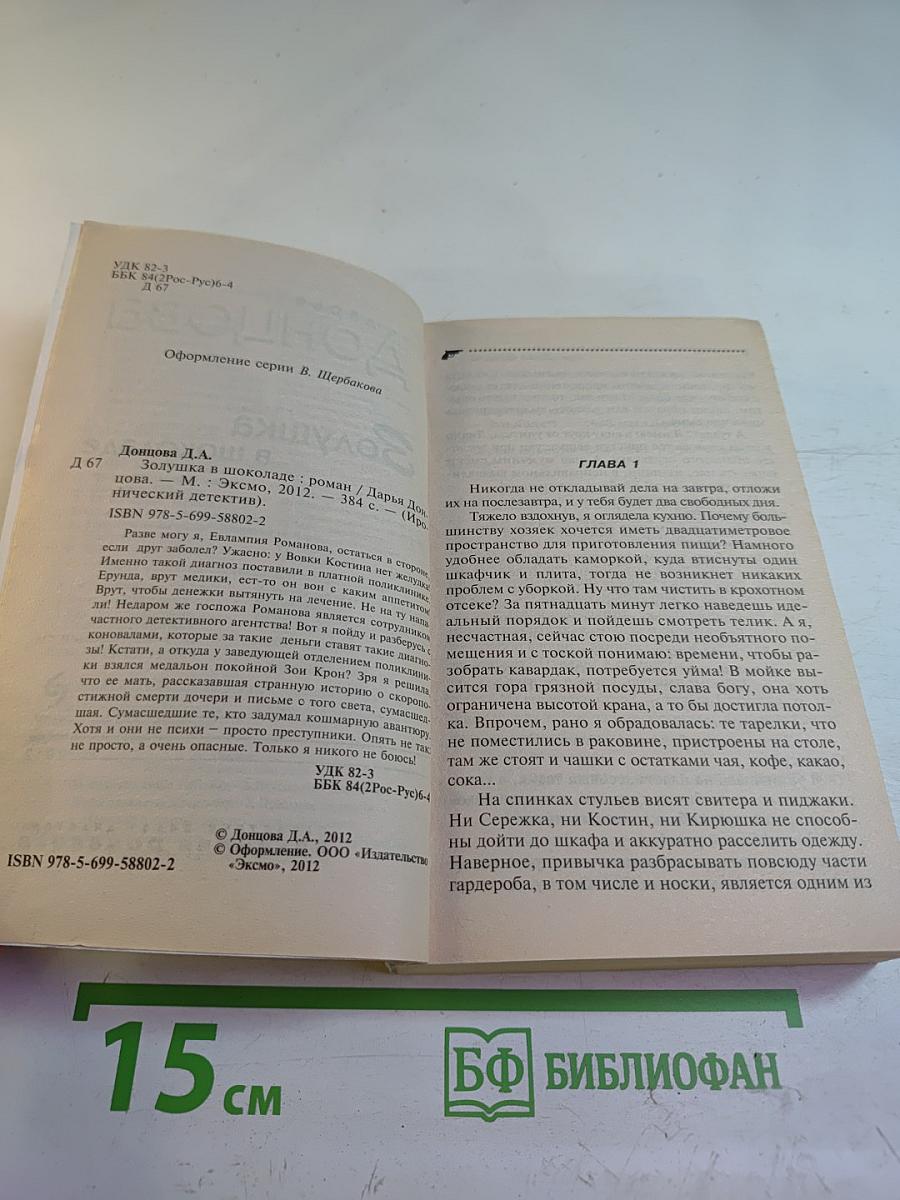 УДК 82-3
ББК 84(2Рос-Рус)6-4
Д 67
Оформление серии В. Щербакова
Донцова Д.А.
Д 67 Золушка в шоколаде : роман / Дарья Дон-
цова. — М. : Эксмо, 2012. — 384 с. — (Иро-
нический детектив).
ISBN 978-5-699-58802-2
Разве могу я, Евлампия Романова, остаться в стороне,
если друг заболел? Ужасно: у Вовки Костина нет желудка!
Именно такой диагноз поставили в платной поликлинике.
Ерунда, врут медики, ест-то он вон с каким аппетитом!
Врут, чтобы денежки вытянуть на лечение. Не на ту напа-
ли! Недаром же госпожа Романова является сотрудником
частного детективного агентства! Вот я пойду и разберусь с
коновалами, которые за такие деньги ставят такие диагно-
зы! Кстати, а откуда у заведующей отделением поликлини-
ки взялся медальон покойной Зои Крон? Зря я решила,
что ее мать, рассказавшая странную историю о скоропо-
стижной смерти дочери и письме с того света, сумасшед-
шая. Сумасшедшие те, кто задумал кошмарную авантюру.
Хотя и они не психи — просто преступники. Опять не так:
не просто, а очень опасные. Только я никого не боюсь!
УДК 82-3
ББК 84(2Рос-Рус)6-4
© Донцова Д.А., 2012
© Оформление. ООО «Издательство
«Эксмо», 2012
ISBN 978-5-699-58802-2
ГЛАВА 1
Никогда не откладывай дела на завтра, отложи
их на послезавтра, и у тебя будет два свободных дня.
Тяжело вздохнув, я оглядела кухню. Почему боль-
шинству хозяек хочется иметь двадцатиметровое
пространство для приготовления пищи? Намного
удобнее обладать каморкой, куда втиснуты один
шкафчик и плита, тогда не возникнет никаких
проблем с уборкой. Ну что там чистить в крохотном
отсеке? За пятнадцать минут легко наведешь иде-
альный порядок и пойдешь смотреть телик. А я,
несчастная, сейчас стою посреди необъятного по-
мещения и с тоской понимаю: времени, чтобы ра-
зобрать кавардак, потребуется уйма! В мойке вы-
сится гора грязной посуды, слава богу, она хоть
ограничена высотой крана, а то бы достигла потол-
ка. Впрочем, рано я обрадовалась: те тарелки, что
не поместились в раковине, пристроены на столе,
там же стоят и чашки с остатками чая, кофе, какао,
сока...
На спинках стульев висят свитера и пиджаки.
Ни Сережка, ни Костин, ни Кирюшка не способ-
ны дойти до шкафа и аккуратно расселить одежду.
Наверное, привычка разбрасывать повсюду части
гардероба, в том числе и носки, является одним из
15 см
БФ БИБЛИОФАН